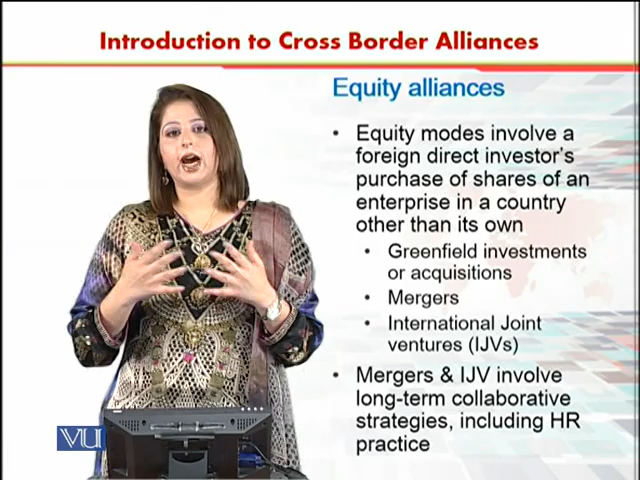 Introduction to Cross Border Alliances
Equity alliances
• Equity modes involve a
foreign direct investor's
purchase of shares of an
enterprise in a country
other than its own
• Greenfield investments
or acquisitions
• Mergers
• International Joint
ventures (IJVs)
• Mergers & IJV involve
long-term collaborative
strategies, including HR
practice
VU